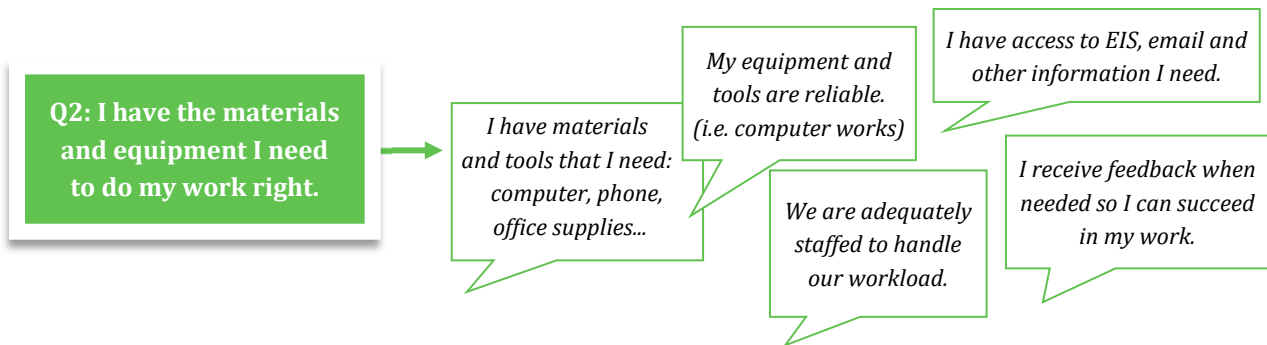 Q2: I have the materials
and equipment I need
to do my work right.
I have materials
and tools that I need:
computer, phone,
office supplies...
My equipment and
tools are reliable.
(i.e. computer works)
I have access to EIS, email and
other information I need.
We are adequately
staffed to handle
our workload.
I receive feedback when
needed so I can succeed
in my work.